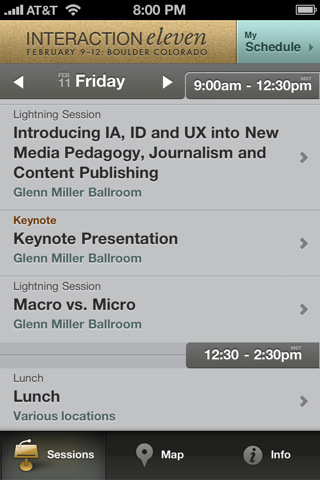 AT&T 8:00 PM
INTERACTION eleven
FEBRUARY 9-12: BOULDER COLORADO
My
Schedule
FEB
11 Friday
9:00am - 12:30pm MST
Lightning Session
Introducing IA, ID and UX into New
Media Pedagogy, Journalism and
Content Publishing
Glenn Miller Ballroom
Keynote
Keynote Presentation
Glenn Miller Ballroom
Lightning Session
Macro vs. Micro
Glenn Miller Ballroom
12:30 - 2:30pm MST
Lunch
Lunch
Various locations
Sessions Map Info